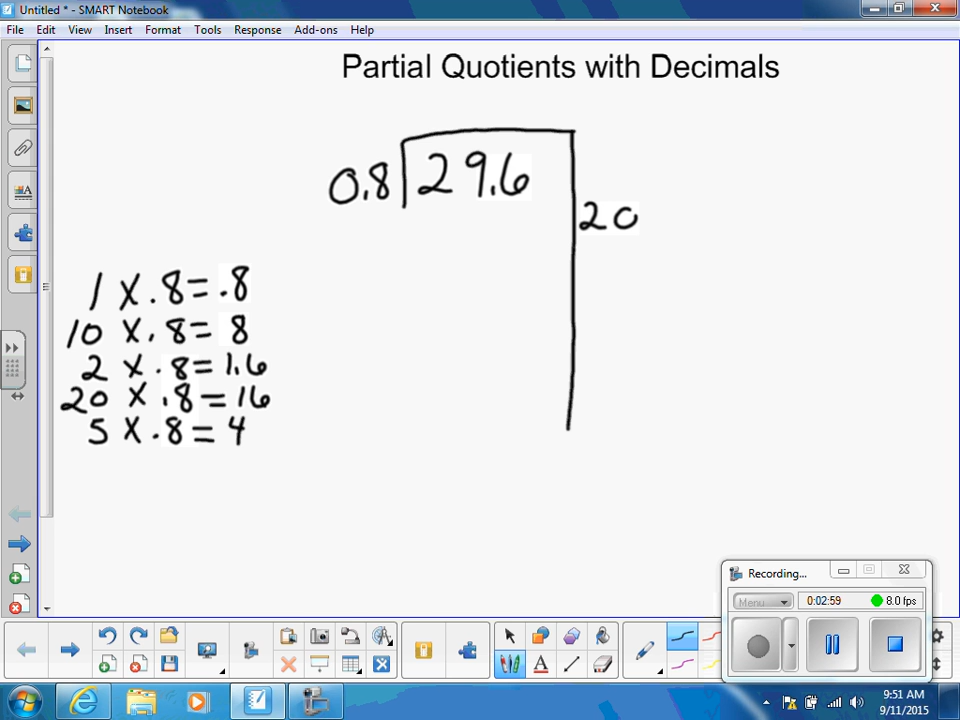 Untitled * - SMART Notebook
File Edit View Insert Format Tools Response Add-ons Help
Partial Quotients with Decimals
0.8 29.6
20
1 x .8 = .8
10 x .8 = 8
2 x .8 = 1.6
20 x .8 = 16
5 x .8 = 4
Recording...
Menu 0:02:59 8.0 fps
A
9:51 AM
9/11/2015